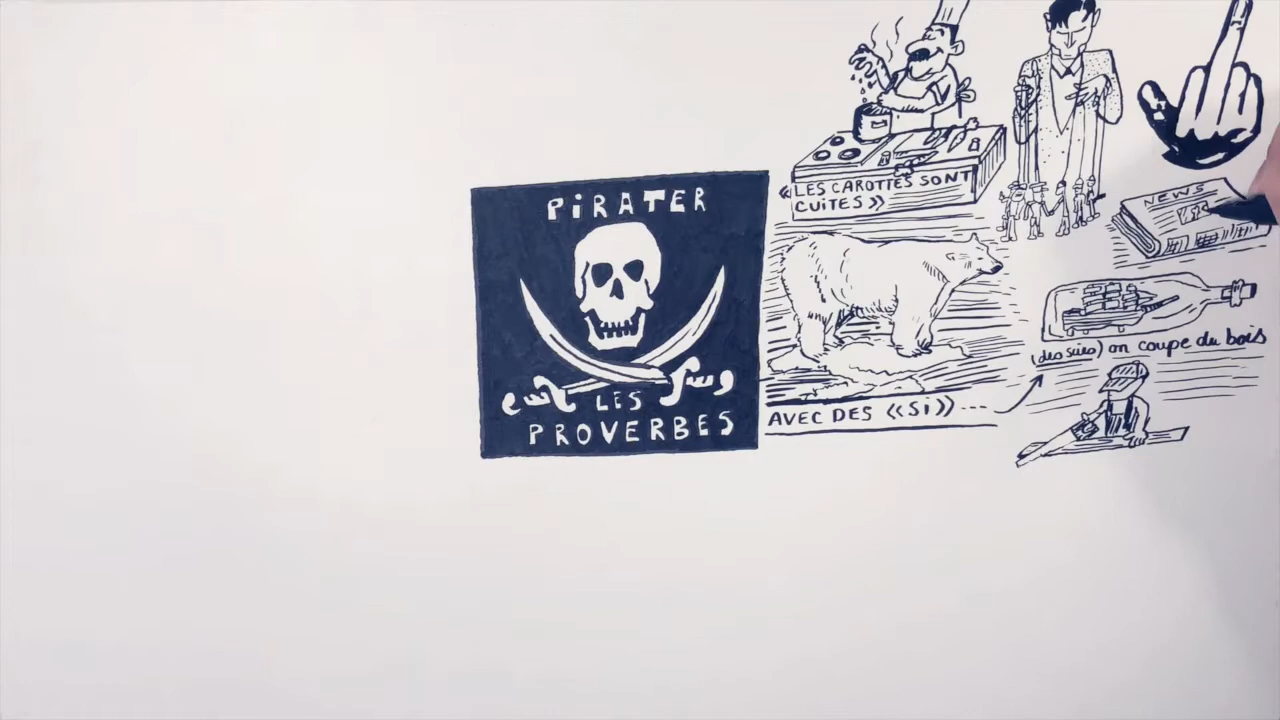 PiRATER
LES
PROVERBES
«LES CAROTTES SONT
CUITES»
NEWS
(des scies) on coupe du bois
AVEC DES «Si»...